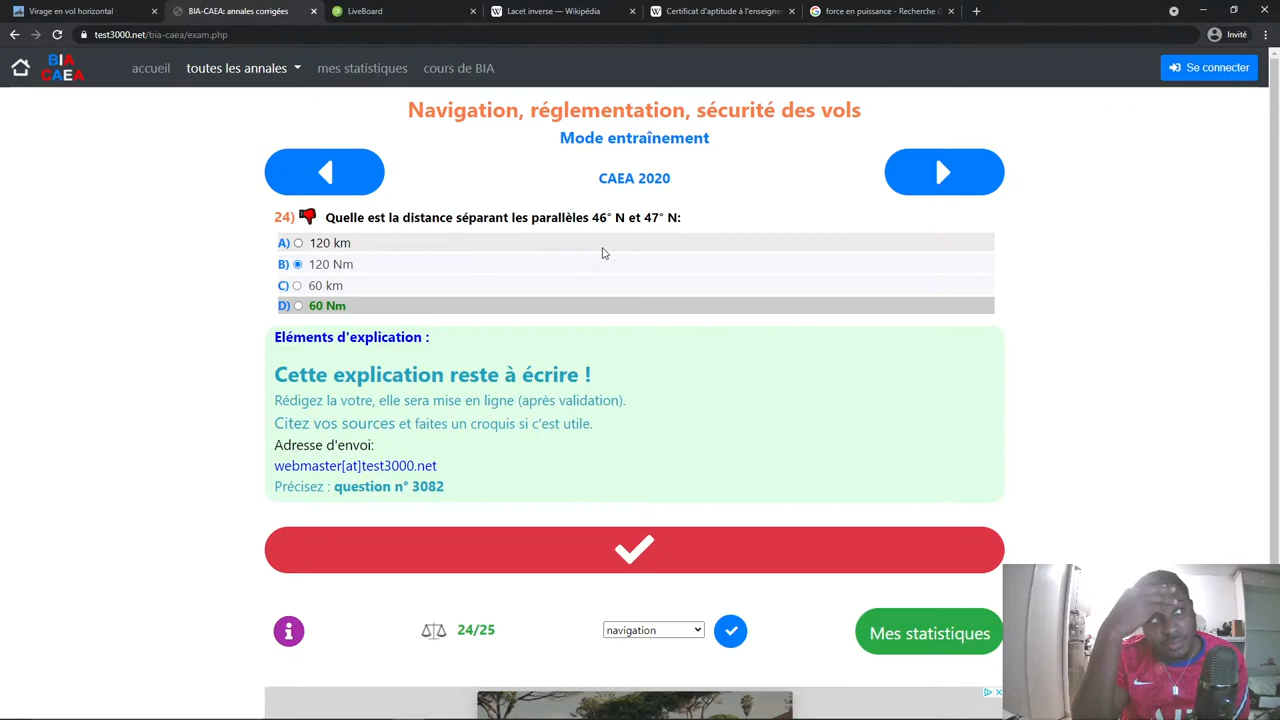 Virage en vol horizontal
BIA-CAEA: annales corrigées
LiveBoard
Lacet inverse — Wikipédia
Certificat d'aptitude à l'enseigne
force en puissance - Recherche
test3000.net/bia-caea/exam.php
Invité
BIA
CAEA
accueil
toutes les annales
mes statistiques
cours de BIA
Se connecter
Navigation, réglementation, sécurité des vols
Mode entraînement
CAEA 2020
24) Quelle est la distance séparant les parallèles 46° N et 47° N:
A) 120 km
B) 120 Nm
C) 60 km
D) 60 Nm
Eléments d'explication :
Cette explication reste à écrire !
Rédigez la votre, elle sera mise en ligne (après validation).
Citez vos sources et faites un croquis si c'est utile.
Adresse d'envoi:
webmaster[at]test3000.net
Précisez : question n° 3082
24/25
navigation
Mes statistiques